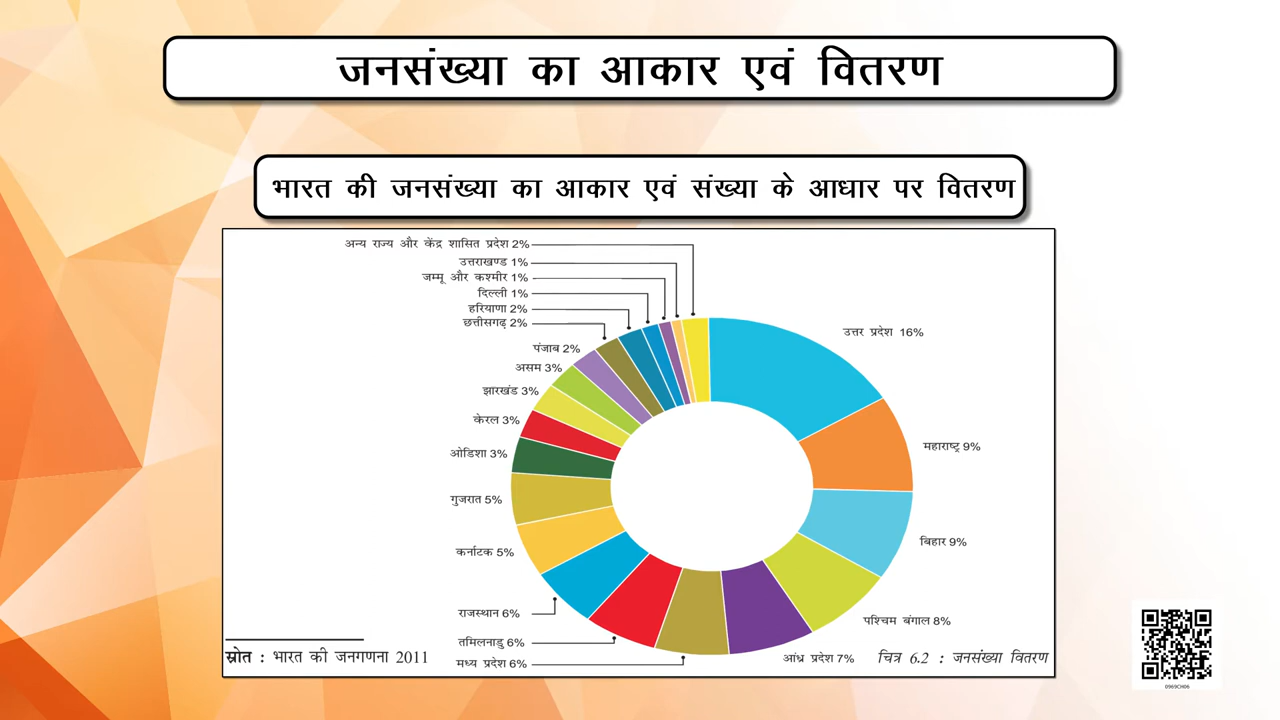 जनसंख्या का आकार एवं वितरण
भारत की जनसंख्या का आकार एवं संख्या के आधार पर वितरण
अन्य राज्य और केंद्र शासित प्रदेश 2%
उत्तराखण्ड 1%
जम्मू और कश्मीर 1%
दिल्ली 1%
हरियाणा 2%
छत्तीसगढ़ 2%
पंजाब 2%
असम 3%
झारखंड 3%
केरल 3%
ओडिशा 3%
गुजरात 5%
कर्नाटक 5%
राजस्थान 6%
तमिलनाडु 6%
मध्य प्रदेश 6%
उत्तर प्रदेश 16%
महाराष्ट्र 9%
बिहार 9%
पश्चिम बंगाल 8%
आंध्र प्रदेश 7%
स्रोत : भारत की जनगणना 2011
चित्र 6.2 : जनसंख्या वितरण
0969CH06